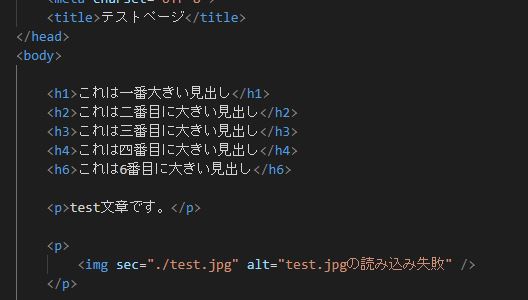 <title>テストページ</title>
</head>
<body>
<h1>これは一番大きい見出し</h1>
<h2>これは二番目に大きい見出し</h2>
<h3>これは三番目に大きい見出し</h3>
<h4>これは四番目に大きい見出し</h4>
<h6>これは6番目に大きい見出し</h6>
<p>test文章です。</p>
<p>
<img sec="./test.jpg" alt="test.jpgの読み込み失敗" />
</p>